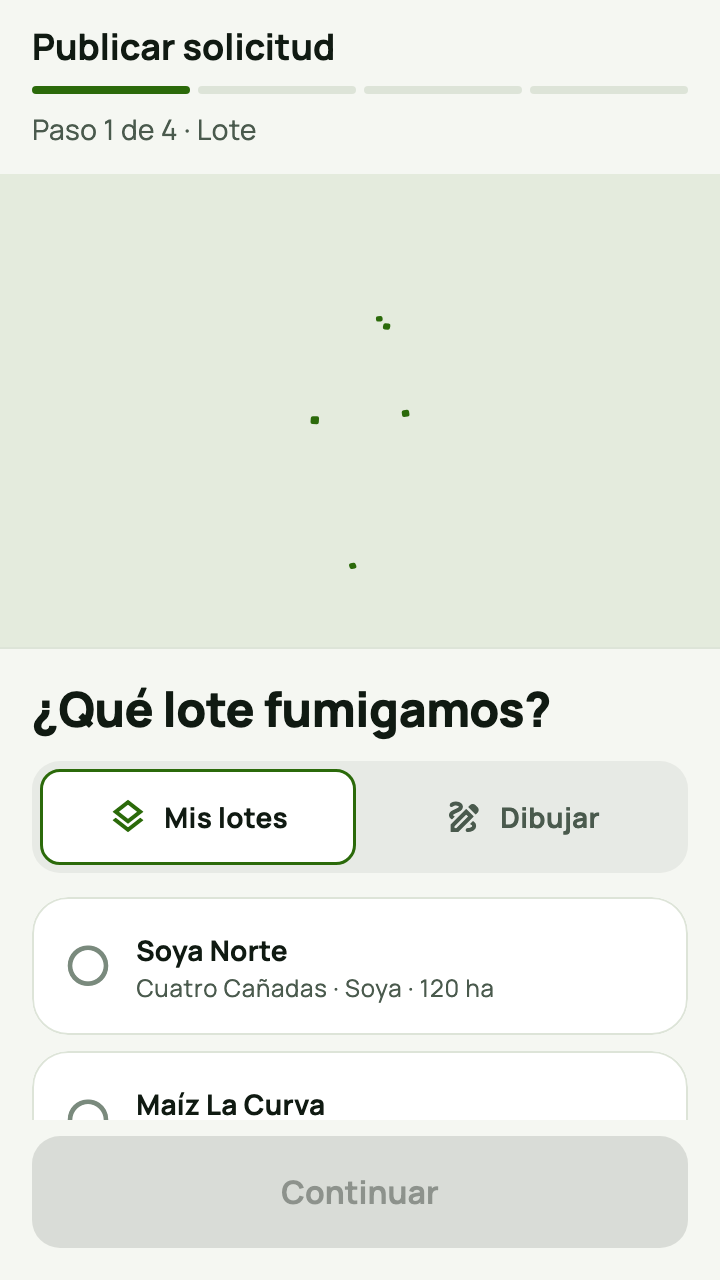 Publicar solicitud
Paso 1 de 4 · Lote
¿Qué lote fumigamos?
Mis lotes
Dibujar
Soya Norte
Cuatro Cañadas · Soya · 120 ha
Maíz La Curva
Continuar